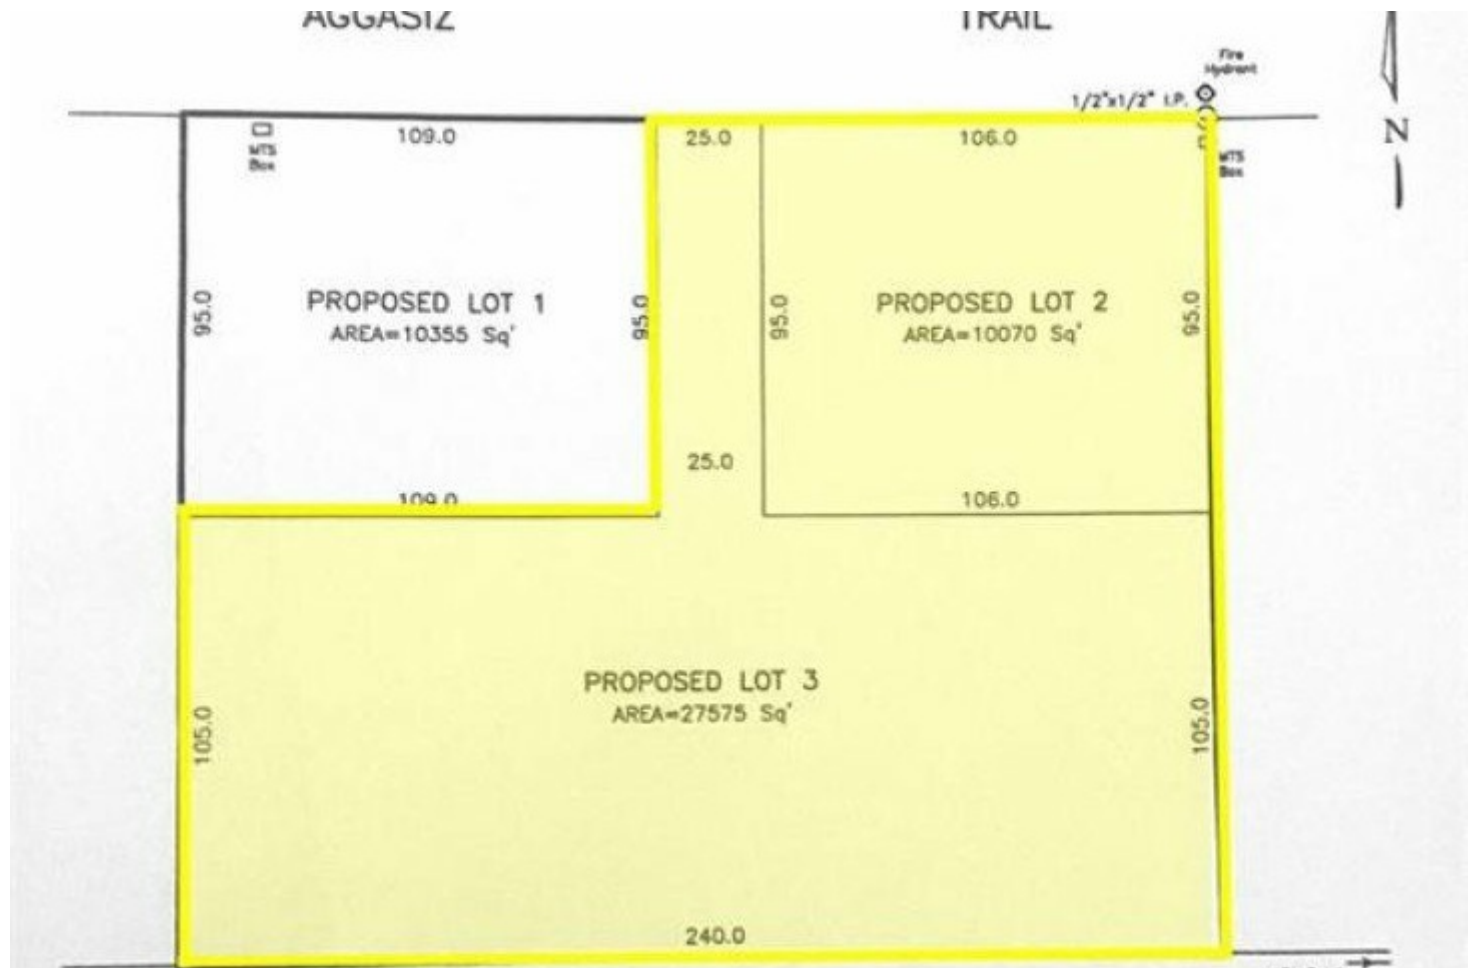 AGGASIZ TRAIL
Fire
Hydrant
1/2"x1/2" I.P.
N
109.0
25.0
106.0
MTS
Box
MTS
Box
95.0
PROPOSED LOT 1
AREA=10355 Sq'
95.0
95.0
PROPOSED LOT 2
AREA=10070 Sq'
95.0
25.0
109.0
106.0
PROPOSED LOT 3
AREA=27575 Sq'
105.0
105.0
240.0